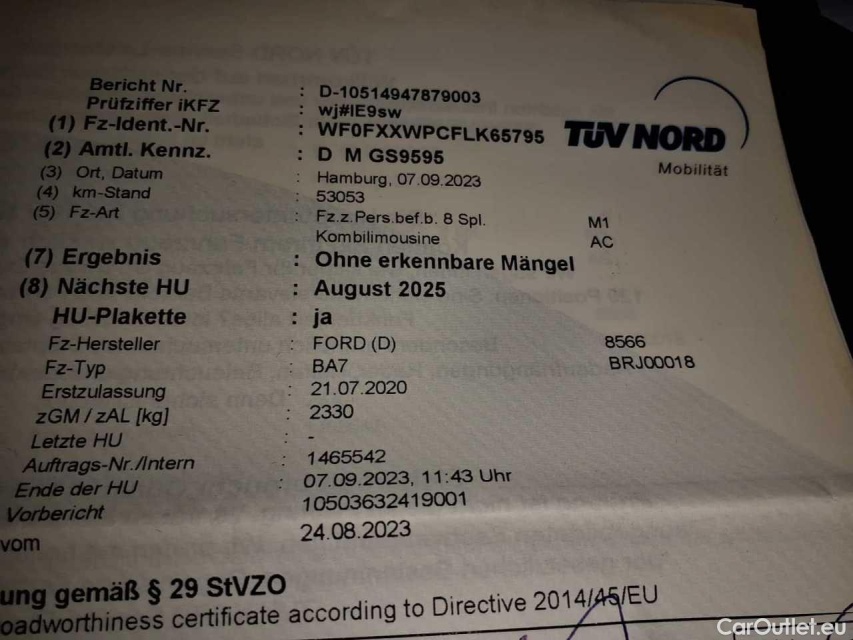 Bericht Nr. : D-10514947879003
Prüfziffer iKFZ : wj#IE9sw
(1) Fz-Ident.-Nr. : WF0FXXWPCFLK65795
TÜV NORD
Mobilität
(2) Amtl. Kennz. : D M GS9595
(3) Ort, Datum : Hamburg, 07.09.2023
(4) km-Stand : 53053
(5) Fz-Art : Fz.z.Pers.bef.b. 8 Spl. M1
Kombilimousine AC
(7) Ergebnis : Ohne erkennbare Mängel
(8) Nächste HU : August 2025
HU-Plakette : ja
Fz-Hersteller : FORD (D) 8566
Fz-Typ : BA7 BRJ00018
Erstzulassung : 21.07.2020
zGM / zAL [kg] : 2330
Letzte HU : -
Auftrags-Nr./Intern : 1465542
Ende der HU : 07.09.2023, 11:43 Uhr
Vorbericht : 10503632419001
vom 24.08.2023
ung gemäß § 29 StVZO
oadworthiness certificate according to Directive 2014/45/EU
CarOutlet.eu